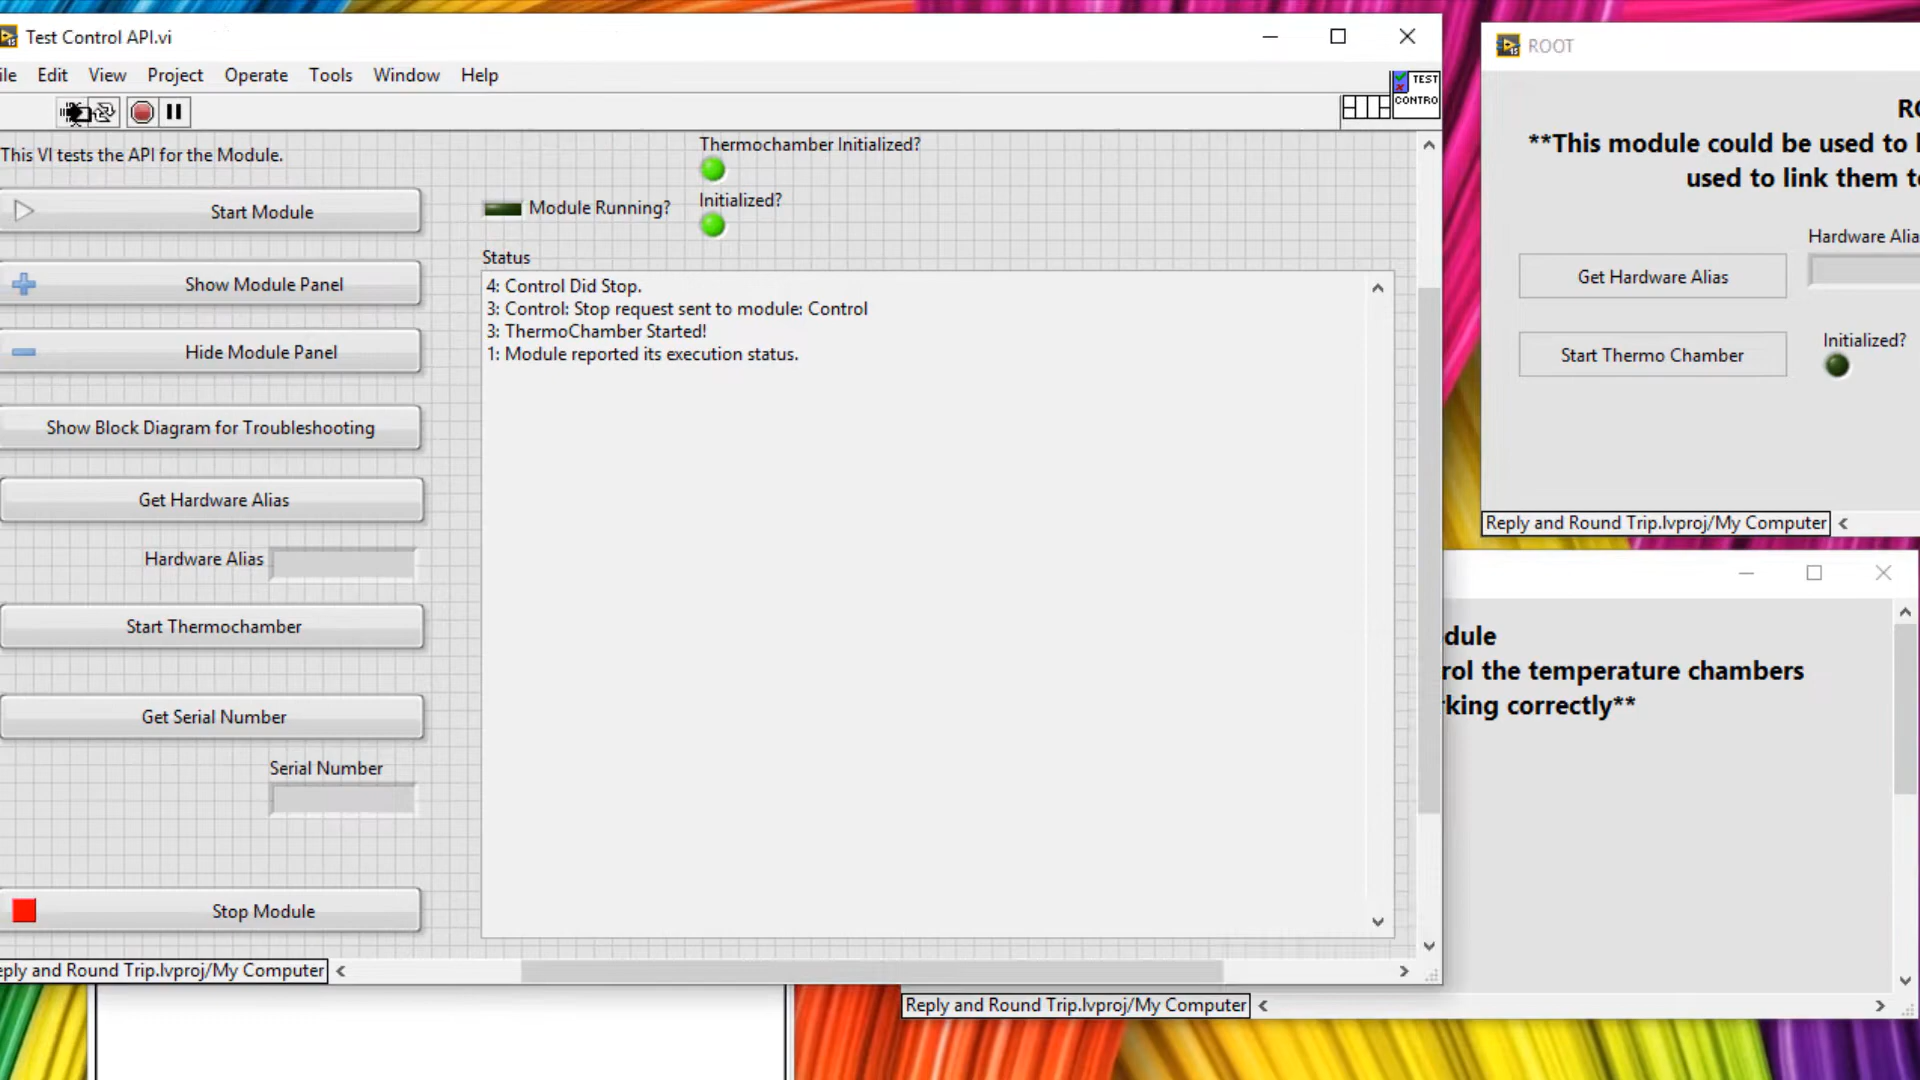 Test Control API.vi
ile Edit View Project Operate Tools Window Help
TEST
CONTRO
This VI tests the API for the Module.
Start Module
Show Module Panel
Hide Module Panel
Show Block Diagram for Troubleshooting
Get Hardware Alias
Hardware Alias
Start Thermochamber
Get Serial Number
Serial Number
Stop Module
eply and Round Trip.lvproj/My Computer
Thermochamber Initialized?
Module Running?
Initialized?
Status
4: Control Did Stop.
3: Control: Stop request sent to module: Control
3: ThermoChamber Started!
1: Module reported its execution status.
ROOT
RO
**This module could be used to l
used to link them to
Hardware Alia
Get Hardware Alias
Initialized?
Start Thermo Chamber
Reply and Round Trip.lvproj/My Computer
dule
rol the temperature chambers
rking correctly**
Reply and Round Trip.lvproj/My Computer